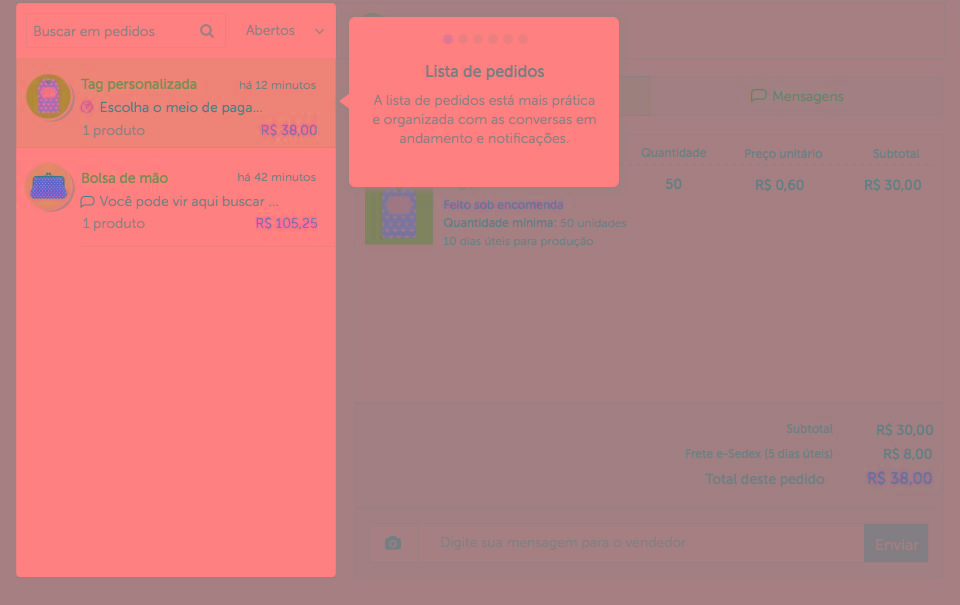 Buscar em pedidos
Abertos
Tag personalizada
há 12 minutos
Escolha o meio de paga...
1 produto
R$ 38,00
Bolsa de mão
há 42 minutos
Você pode vir aqui buscar ...
1 produto
R$ 105,25
Lista de pedidos
A lista de pedidos está mais prática
e organizada com as conversas em
andamento e notificações.
Mensagens
Quantidade
Preço unitário
Subtotal
50
R$ 0,60
R$ 30,00
Feito sob encomenda
Quantidade mínima: 50 unidades
10 dias úteis para produção
Subtotal
R$ 30,00
Frete e-Sedex (5 dias úteis)
R$ 8,00
Total deste pedido
R$ 38,00
Digite sua mensagem para o vendedor
Enviar